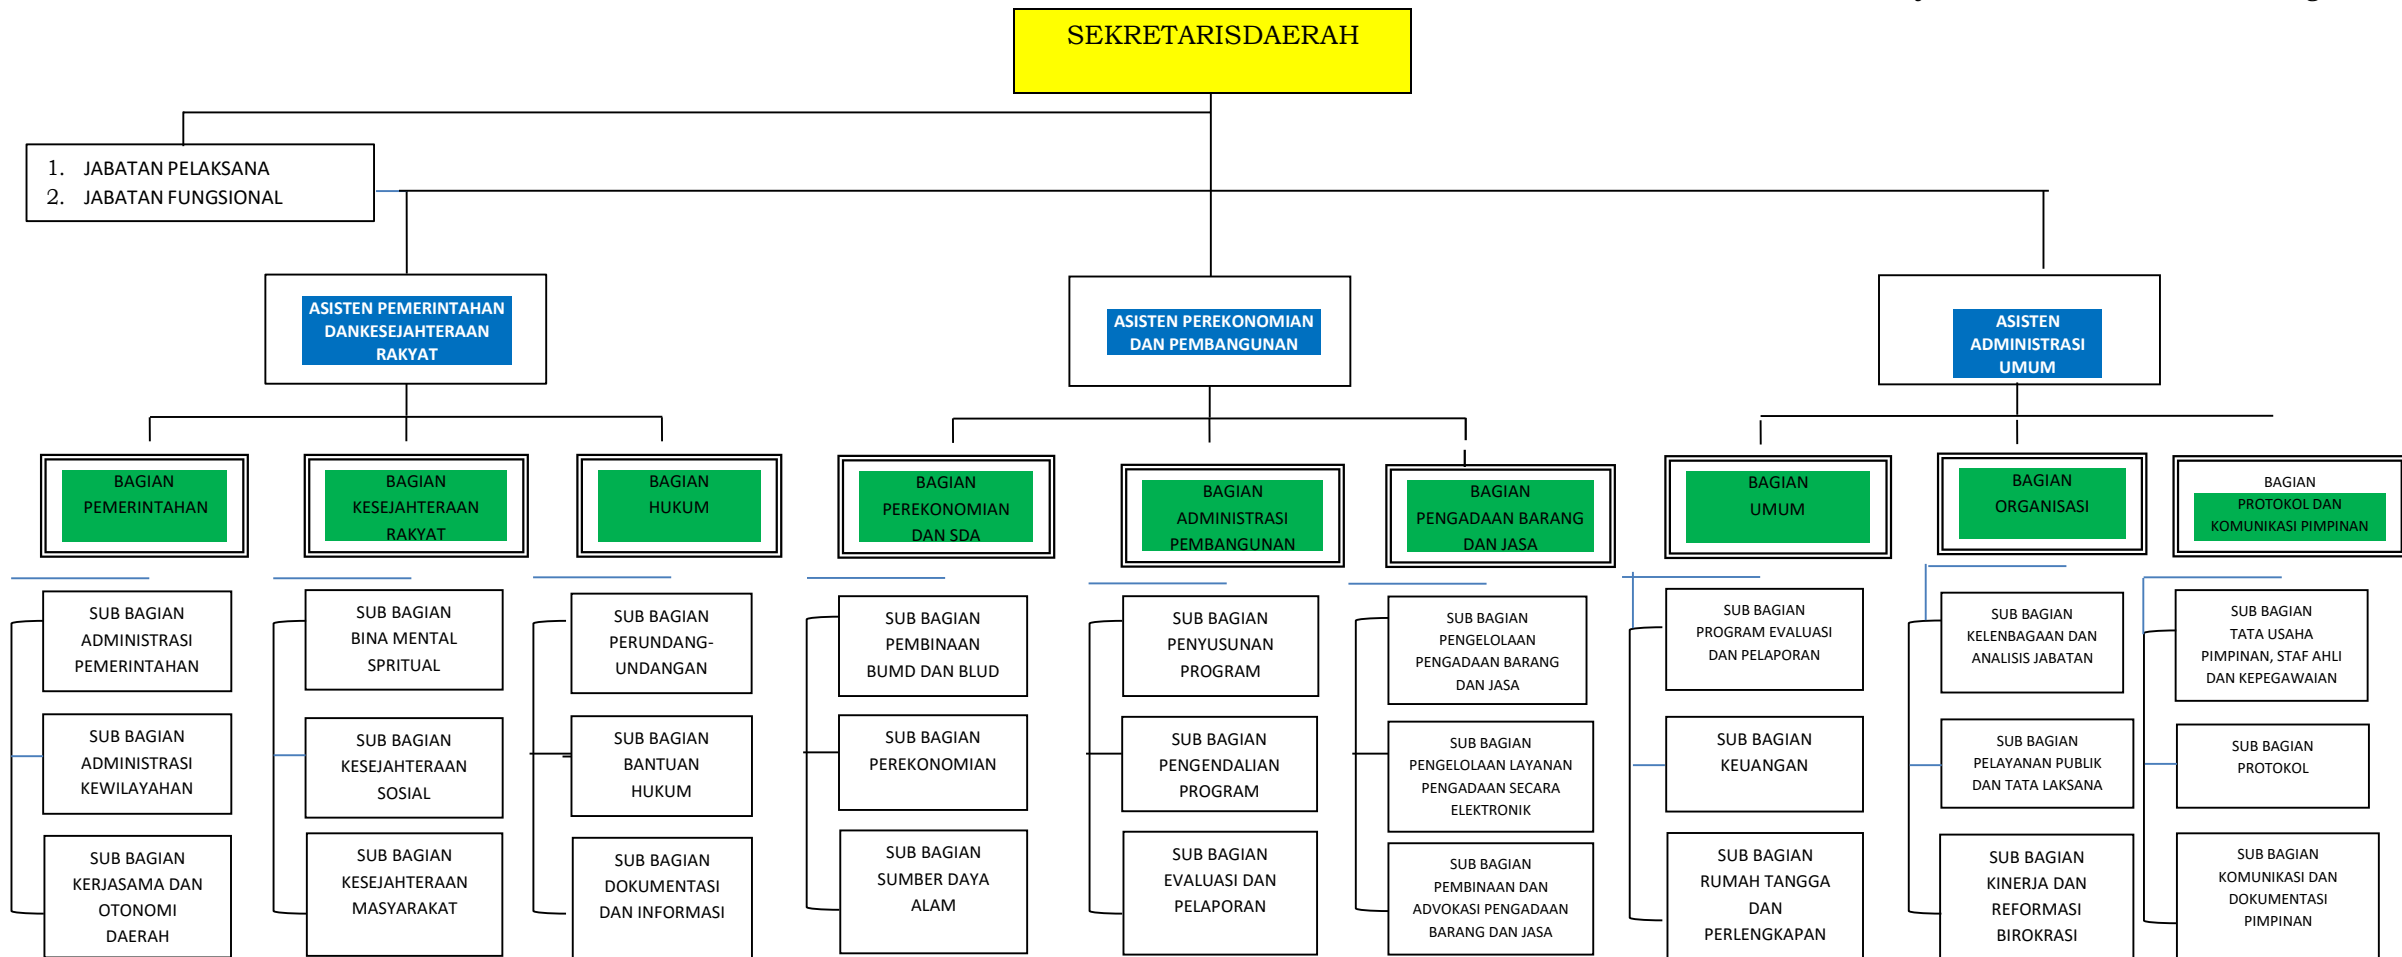 SEKRETARISDAERAH
1. JABATAN PELAKSANA
2. JABATAN FUNGSIONAL
ASISTEN PEMERINTAHAN
DANKESEJAHTERAAN
RAKYAT
ASISTEN PEREKONOMIAN
DAN PEMBANGUNAN
ASISTEN
ADMINISTRASI
UMUM
BAGIAN
PEMERINTAHAN
BAGIAN
KESEJAHTERAAN
RAKYAT
BAGIAN
HUKUM
BAGIAN
PEREKONOMIAN
DAN SDA
BAGIAN
ADMINISTRASI
PEMBANGUNAN
BAGIAN
PENGADAAN BARANG
DAN JASA
BAGIAN
UMUM
BAGIAN
ORGANISASI
BAGIAN
PROTOKOL DAN
KOMUNIKASI PIMPINAN
SUB BAGIAN
ADMINISTRASI
PEMERINTAHAN
SUB BAGIAN
BINA MENTAL
SPRITUAL
SUB BAGIAN
PERUNDANG-
UNDANGAN
SUB BAGIAN
PEMBINAAN
BUMD DAN BLUD
SUB BAGIAN
PENYUSUNAN
PROGRAM
SUB BAGIAN
PENGELOLAAN
PENGADAAN BARANG
DAN JASA
SUB BAGIAN
PROGRAM EVALUASI
DAN PELAPORAN
SUB BAGIAN
KELENBAGAAN DAN
ANALISIS JABATAN
SUB BAGIAN
TATA USAHA
PIMPINAN, STAF AHLI
DAN KEPEGAWAIAN
SUB BAGIAN
ADMINISTRASI
KEWILAYAHAN
SUB BAGIAN
KESEJAHTERAAN
SOSIAL
SUB BAGIAN
BANTUAN
HUKUM
SUB BAGIAN
PEREKONOMIAN
SUB BAGIAN
PENGENDALIAN
PROGRAM
SUB BAGIAN
PENGELOLAAN LAYANAN
PENGADAAN SECARA
ELEKTRONIK
SUB BAGIAN
KEUANGAN
SUB BAGIAN
PELAYANAN PUBLIK
DAN TATA LAKSANA
SUB BAGIAN
PROTOKOL
SUB BAGIAN
KERJASAMA DAN
OTONOMI
DAERAH
SUB BAGIAN
KESEJAHTERAAN
MASYARAKAT
SUB BAGIAN
DOKUMENTASI
DAN INFORMASI
SUB BAGIAN
SUMBER DAYA
ALAM
SUB BAGIAN
EVALUASI DAN
PELAPORAN
SUB BAGIAN
PEMBINAAN DAN
ADVOKASI PENGADAAN
BARANG DAN JASA
SUB BAGIAN
RUMAH TANGGA
DAN
PERLENGKAPAN
SUB BAGIAN
KINERJA DAN
REFORMASI
BIROKRASI
SUB BAGIAN
KOMUNIKASI DAN
DOKUMENTASI
PIMPINAN